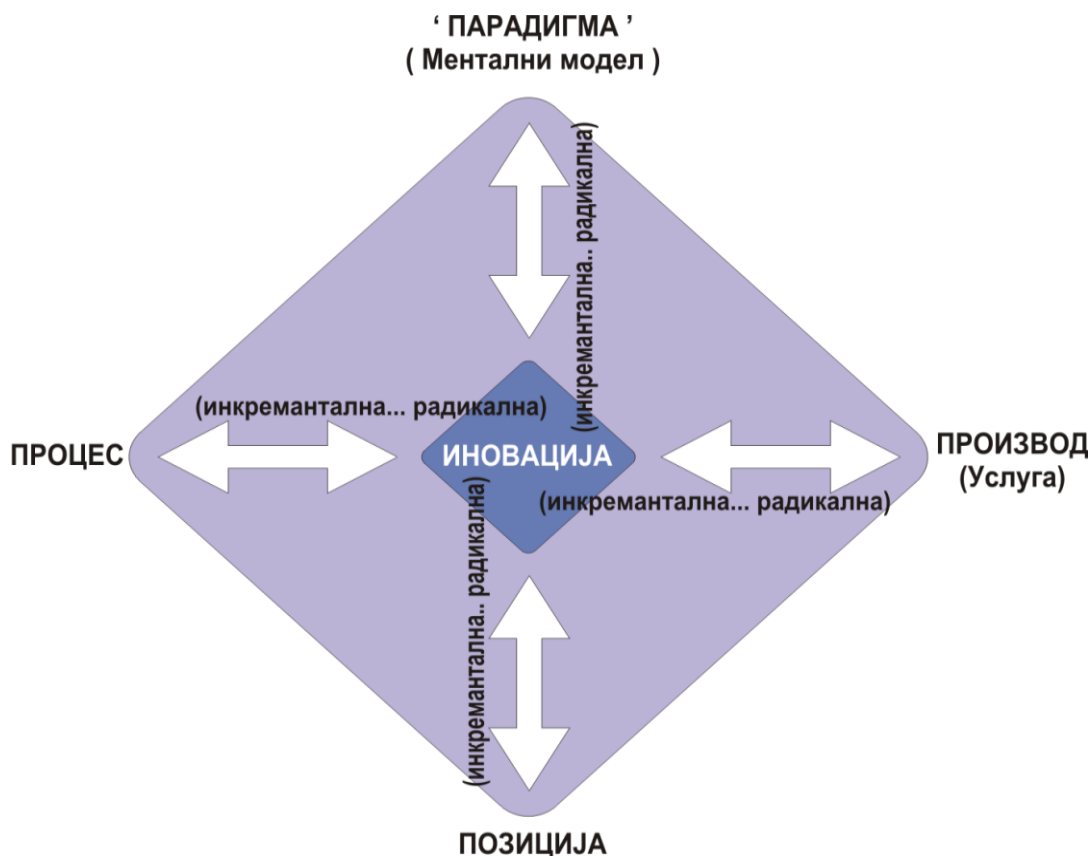 ‘ ПАРАДИГМА ’
( Ментални модел )
(инкремантална.. радикална)
(инкремантална... радикална)
ПРОЦЕС
ИНОВАЦИЈА
ПРОИЗВОД
(Услуга)
(инкремантална... радикална)
(инкремантална.. радикална)
ПОЗИЦИЈА